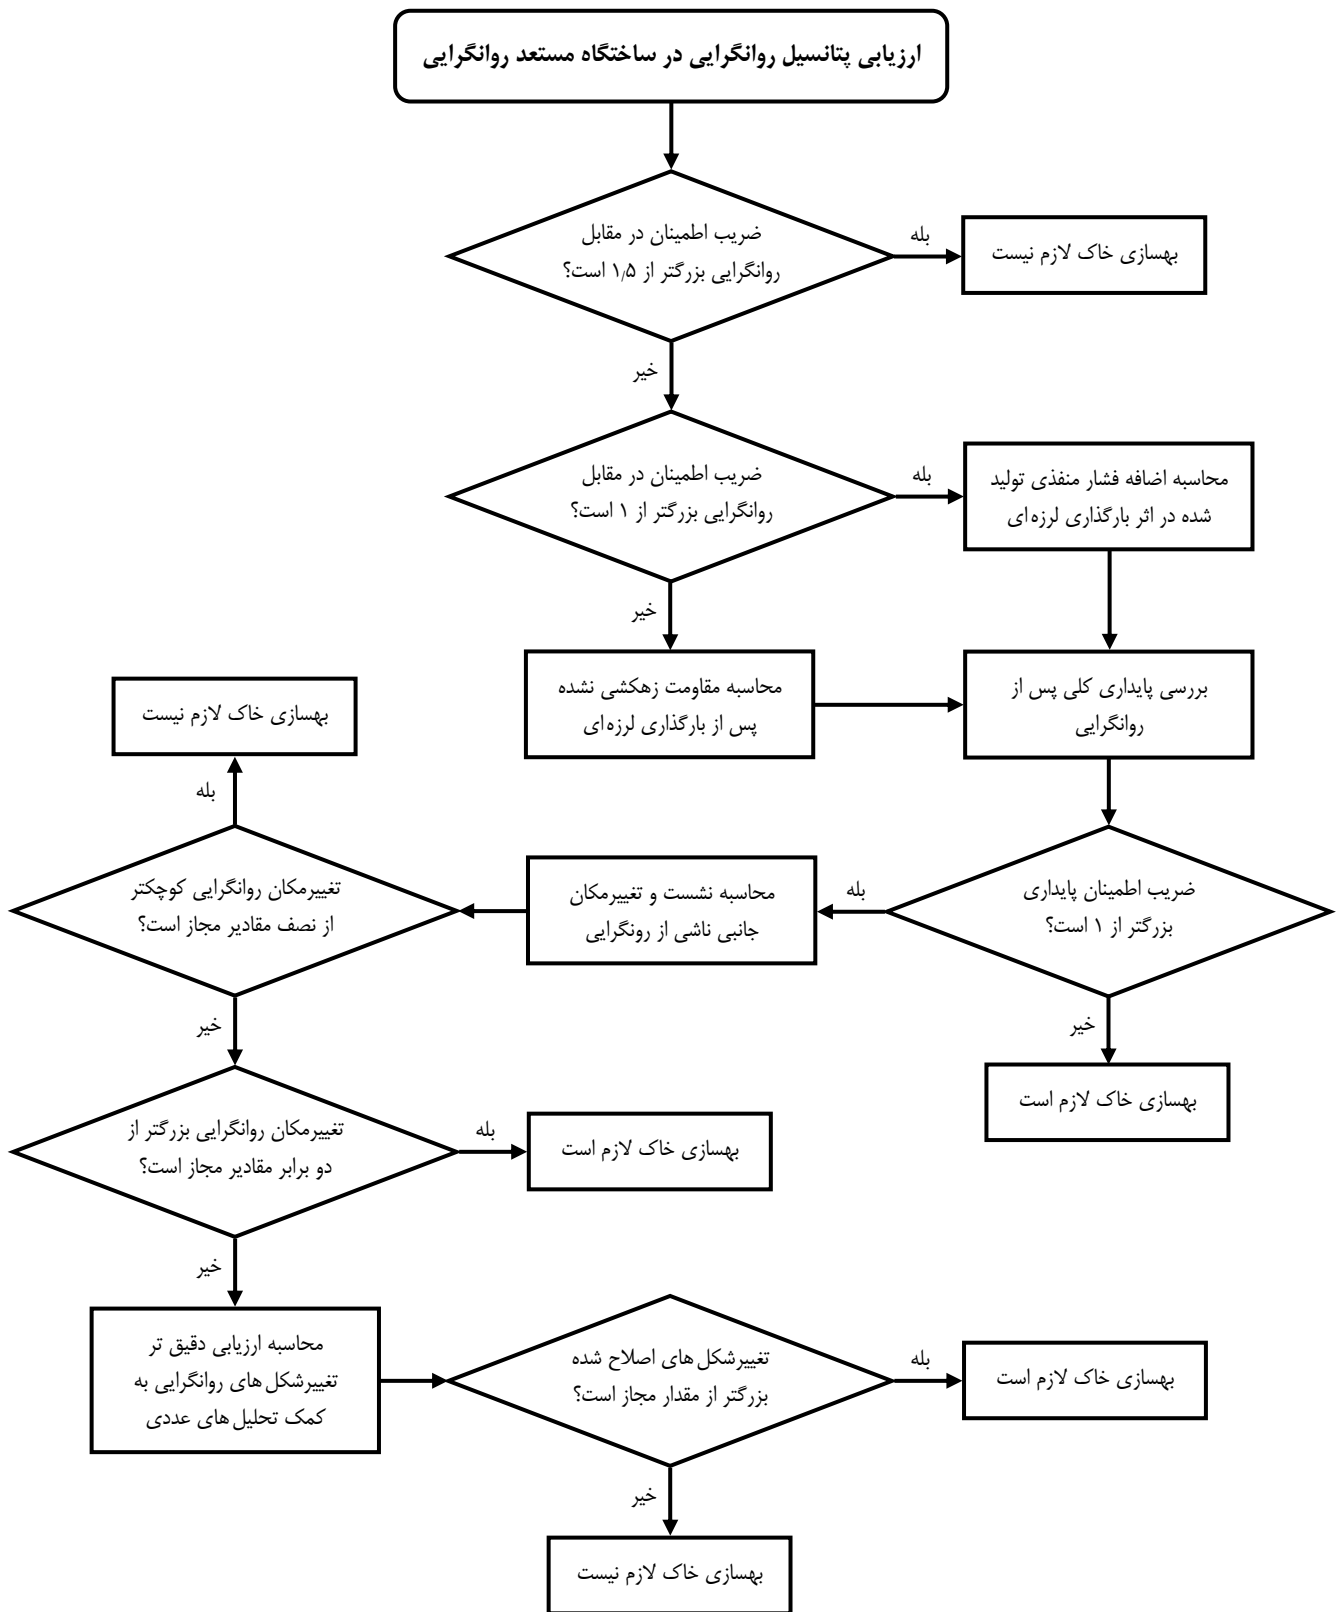 ارزیابی پتانسیل روانگرایی در ساختگاه مستعد روانگرایی
ضریب اطمینان در مقابل
روانگرایی بزرگتر از ۱٫۵ است؟
بله
بهسازی خاک لازم نیست
خیر
ضریب اطمینان در مقابل
روانگرایی بزرگتر از ۱ است؟
بله
محاسبه اضافه فشار منفذی تولید
شده در اثر بارگذاری لرزه ای
خیر
محاسبه مقاومت زهکشی نشده
پس از بارگذاری لرزه ای
بررسی پایداری کلی پس از
روانگرایی
ضریب اطمینان پایداری
بزرگتر از ۱ است؟
خیر
بهسازی خاک لازم است
بله
محاسبه نشست و تغییرمکان
جانبی ناشی از رونگرایی
تغییرمکان روانگرایی کوچکتر
از نصف مقادیر مجاز است؟
بله
بهسازی خاک لازم نیست
خیر
تغییرمکان روانگرایی بزرگتر از
دو برابر مقادیر مجاز است؟
بله
بهسازی خاک لازم است
خیر
محاسبه ارزیابی دقیق تر
تغییرشکل های روانگرایی به
کمک تحلیل های عددی
تغییرشکل های اصلاح شده
بزرگتر از مقدار مجاز است؟
بله
بهسازی خاک لازم است
خیر
بهسازی خاک لازم نیست